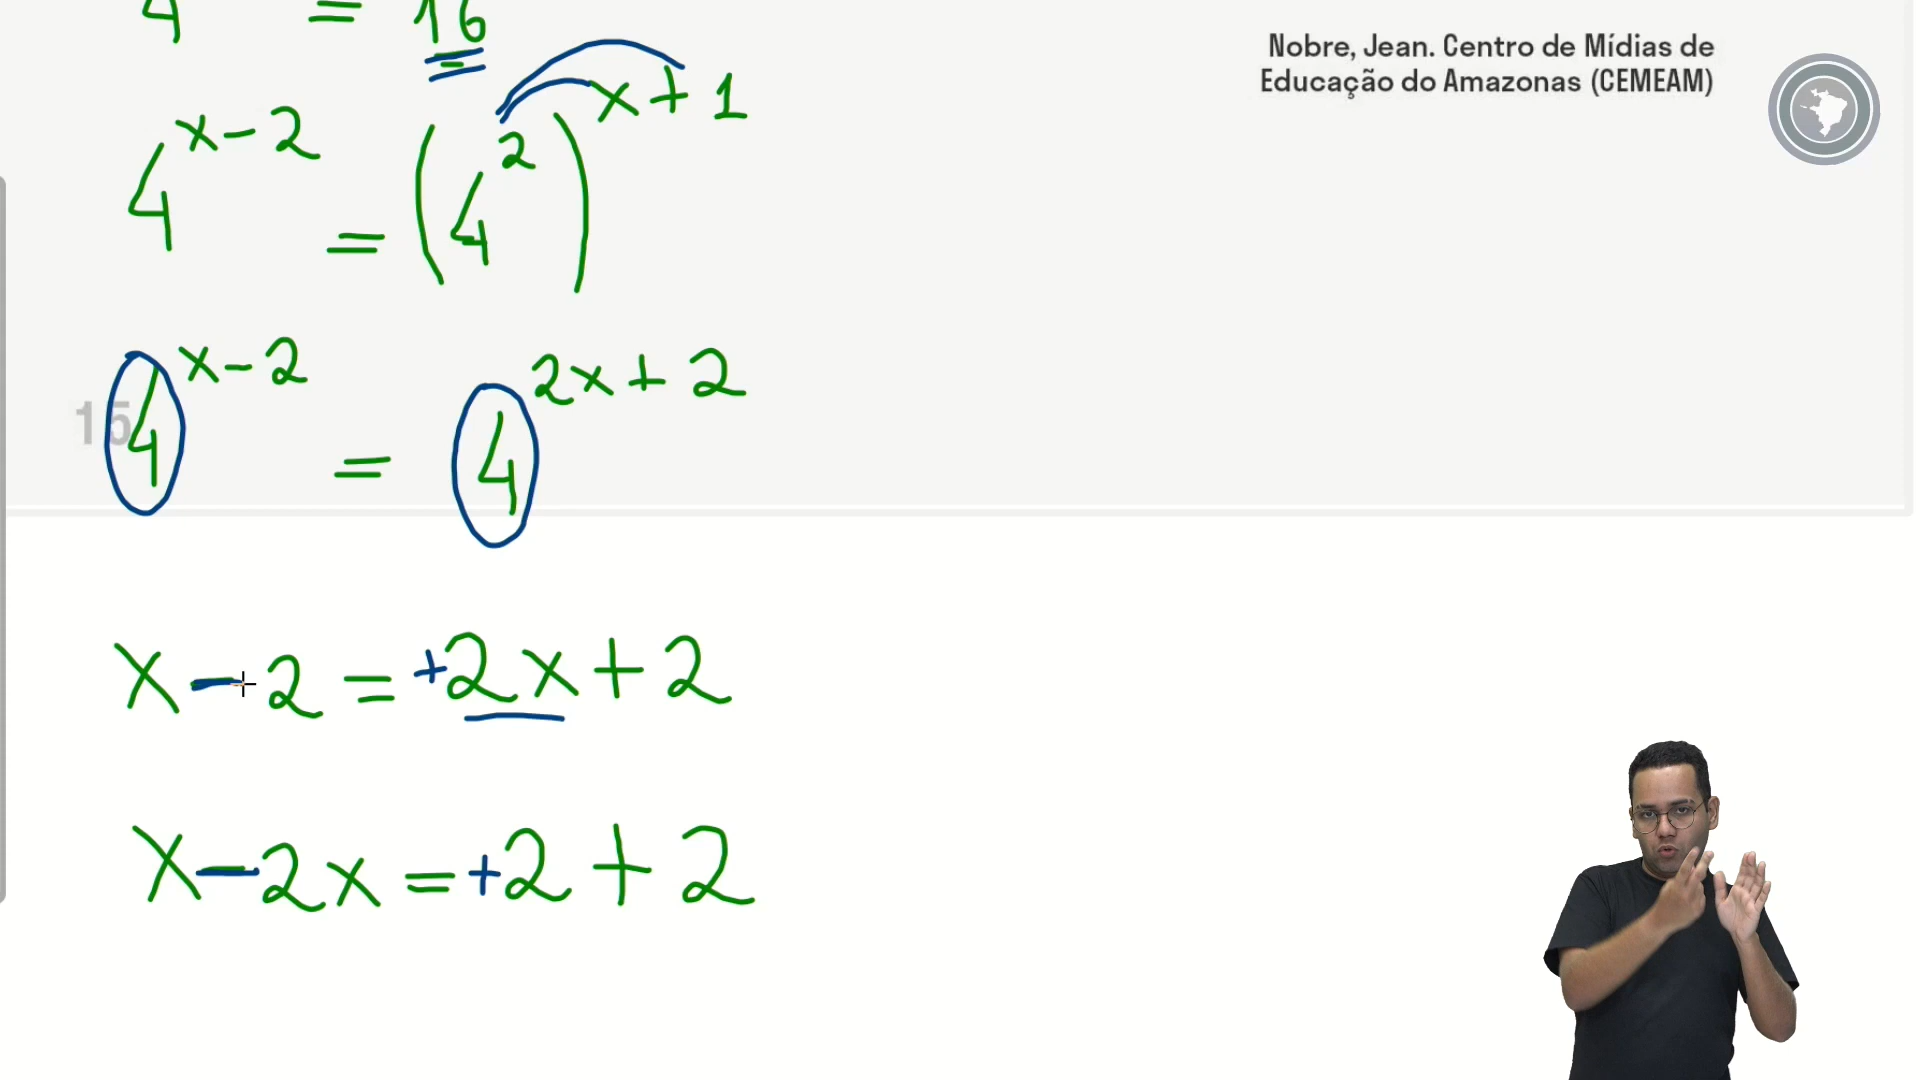 4 = 16
Nobre, Jean. Centro de Mídias de
Educação do Amazonas (CEMEAM)
4^{x-2} = (4^2)^{x+1}
15
4^{x-2} = 4^{2x+2}
x - 2 = +2x + 2
x - 2x = +2 + 2